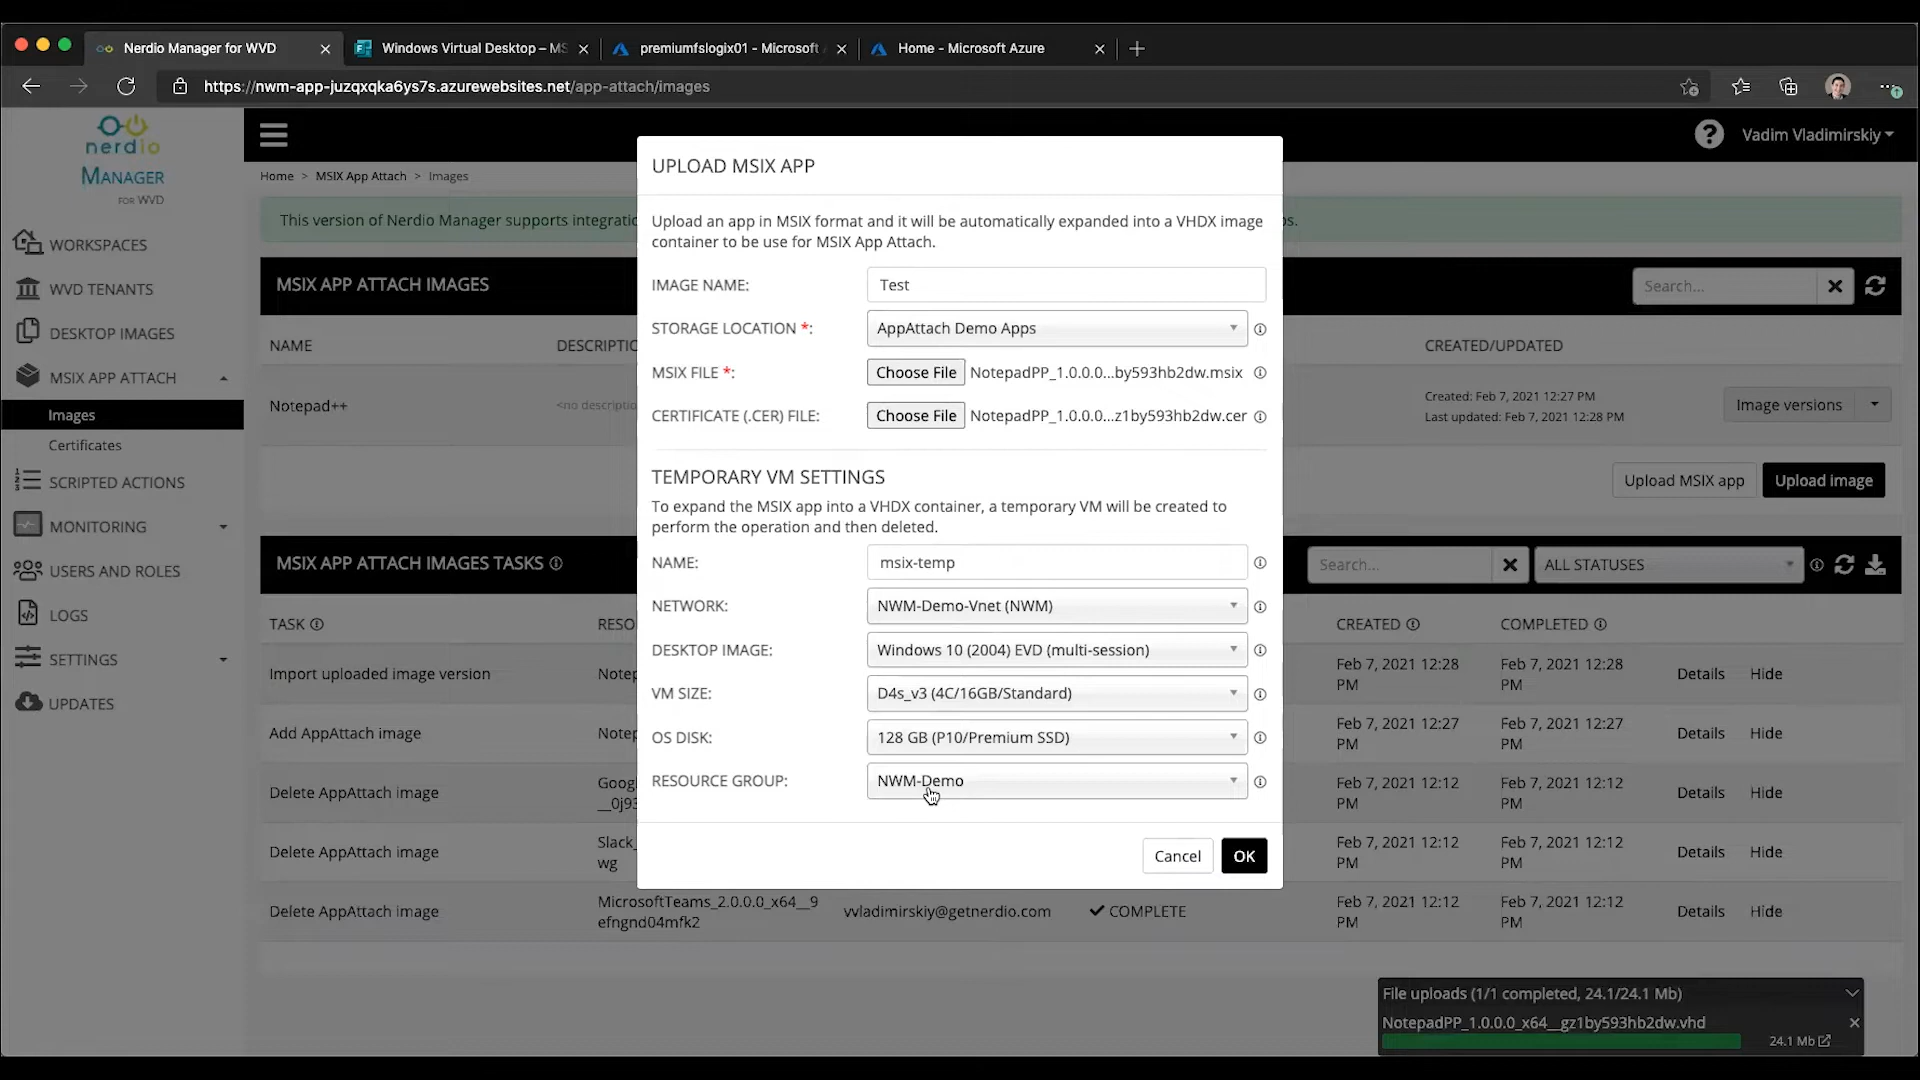 Nerdio Manager for WVD
Windows Virtual Desktop – MS
premiumfslogix01 - Microsoft
Home - Microsoft Azure
https://nwm-app-juzqxqka6ys7s.azurewebsites.net/app-attach/images
nerdio
MANAGER
FOR WVD
Vadim Vladimirskiy
Home > MSIX App Attach > Images
This version of Nerdio Manager supports integratio
s.
WORKSPACES
WVD TENANTS
DESKTOP IMAGES
MSIX APP ATTACH
Images
Certificates
SCRIPTED ACTIONS
MONITORING
USERS AND ROLES
LOGS
SETTINGS
UPDATES
MSIX APP ATTACH IMAGES
Search...
NAME
DESCRIPTIO
CREATED/UPDATED
Notepad++
<no descriptio
Created: Feb 7, 2021 12:27 PM
Last updated: Feb 7, 2021 12:28 PM
Image versions
Upload MSIX app
Upload image
UPLOAD MSIX APP
Upload an app in MSIX format and it will be automatically expanded into a VHDX image
container to be use for MSIX App Attach.
IMAGE NAME:
Test
STORAGE LOCATION *:
AppAttach Demo Apps
MSIX FILE *:
Choose File NotepadPP_1.0.0.0...by593hb2dw.msix
CERTIFICATE (.CER) FILE:
Choose File NotepadPP_1.0.0.0...z1by593hb2dw.cer
TEMPORARY VM SETTINGS
To expand the MSIX app into a VHDX container, a temporary VM will be created to
perform the operation and then deleted.
NAME:
msix-temp
NETWORK:
NWM-Demo-Vnet (NWM)
DESKTOP IMAGE:
Windows 10 (2004) EVD (multi-session)
VM SIZE:
D4s_v3 (4C/16GB/Standard)
OS DISK:
128 GB (P10/Premium SSD)
RESOURCE GROUP:
NWM-Demo
Cancel
OK
MSIX APP ATTACH IMAGES TASKS
Search...
ALL STATUSES
TASK
RESO
CREATED
COMPLETED
Import uploaded image version
Notep
Feb 7, 2021 12:28
PM
Feb 7, 2021 12:28
PM
Details
Hide
Add AppAttach image
Notep
Feb 7, 2021 12:27
PM
Feb 7, 2021 12:27
PM
Details
Hide
Delete AppAttach image
Googl
__0j93
Feb 7, 2021 12:12
PM
Feb 7, 2021 12:12
PM
Details
Hide
Delete AppAttach image
Slack_
wg
Feb 7, 2021 12:12
PM
Feb 7, 2021 12:12
PM
Details
Hide
Delete AppAttach image
MicrosoftTeams_2.0.0.0_x64__9
efngnd04mfk2
vvladimirskiy@getnerdio.com
COMPLETE
Feb 7, 2021 12:12
PM
Feb 7, 2021 12:12
PM
Details
Hide
File uploads (1/1 completed, 24.1/24.1 Mb)
NotepadPP_1.0.0.0_x64__gz1by593hb2dw.vhd
24.1 Mb